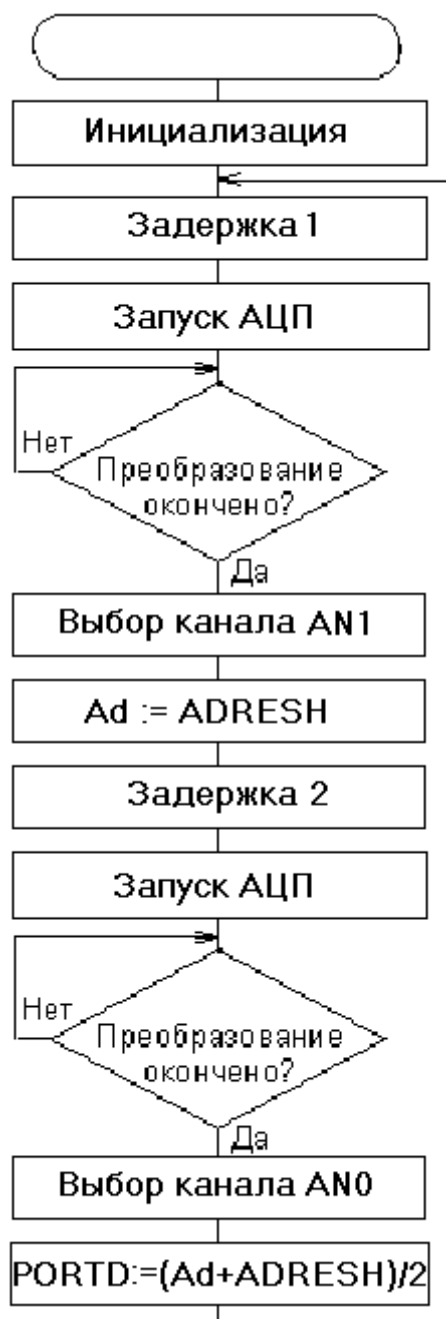 Инициализация
Задержка 1
Запуск АЦП
Нет
Преобразование
окончено?
Да
Выбор канала AN1
Ad := ADRESH
Задержка 2
Запуск АЦП
Нет
Преобразование
окончено?
Да
Выбор канала AN0
PORTD:=(Ad+ADRESH)/2